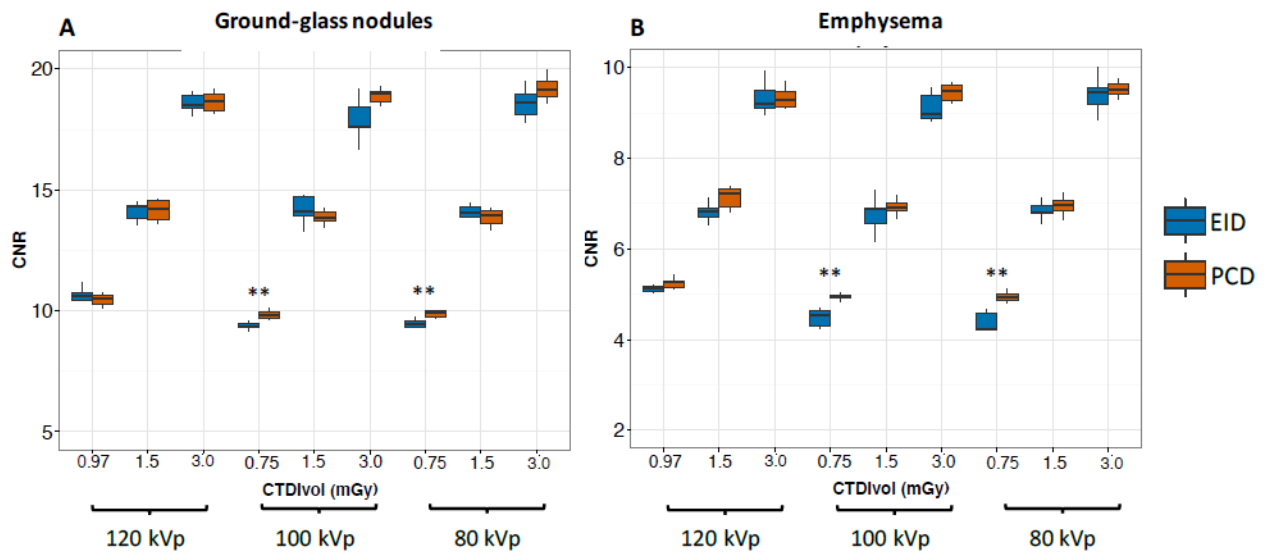 A
Ground-glass nodules
CNR
20
15
10
5
**
**
0.97 1.5 3.0 0.75 1.5 3.0 0.75 1.5 3.0
CTDIvol (mGy)
120 kVp 100 kVp 80 kVp
B
Emphysema
CNR
10
8
6
4
2
**
**
0.97 1.5 3.0 0.75 1.5 3.0 0.75 1.5 3.0
CTDIvol (mGy)
120 kVp 100 kVp 80 kVp
EID
PCD